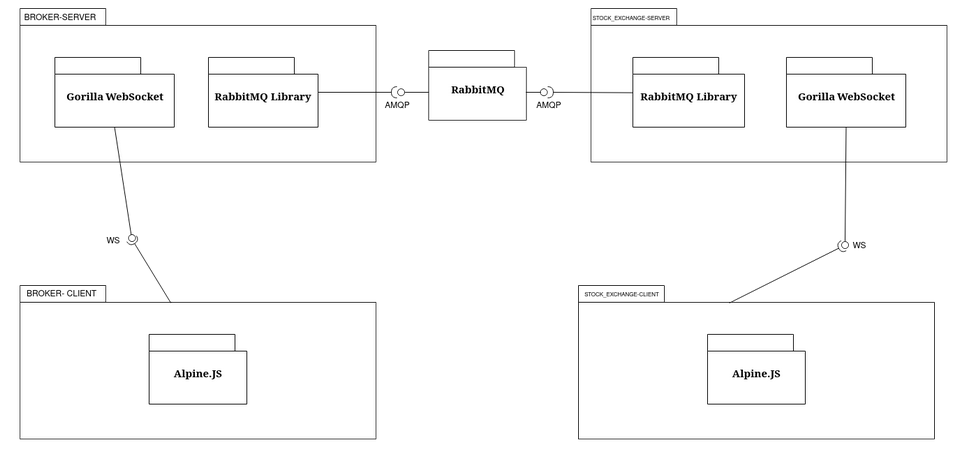 BROKER-SERVER
STOCK_EXCHANGE-SERVER
Gorilla WebSocket
RabbitMQ Library
AMQP
RabbitMQ
AMQP
RabbitMQ Library
Gorilla WebSocket
WS
WS
BROKER- CLIENT
STOCK_EXCHANGE-CLIENT
Alpine.JS
Alpine.JS